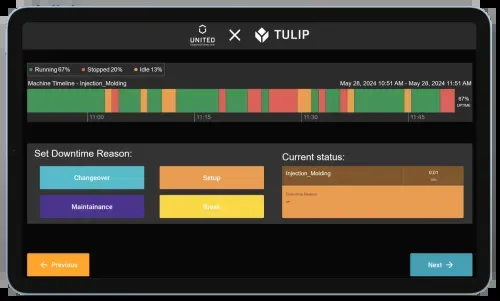 UNITED
TULIP
Running 67% Stopped 20% Idle 13%
Machine Timeline - Injection_Molding May 28, 2024 10:51 AM - May 28, 2024 11:51 AM
67%
UPTIME
11:00 11:15 11:30 11:45
Set Downtime Reason:
Current status:
Changeover Setup
Injection_Molding 0:01
Downtime Reason
Maintainance Break
← Previous Next →